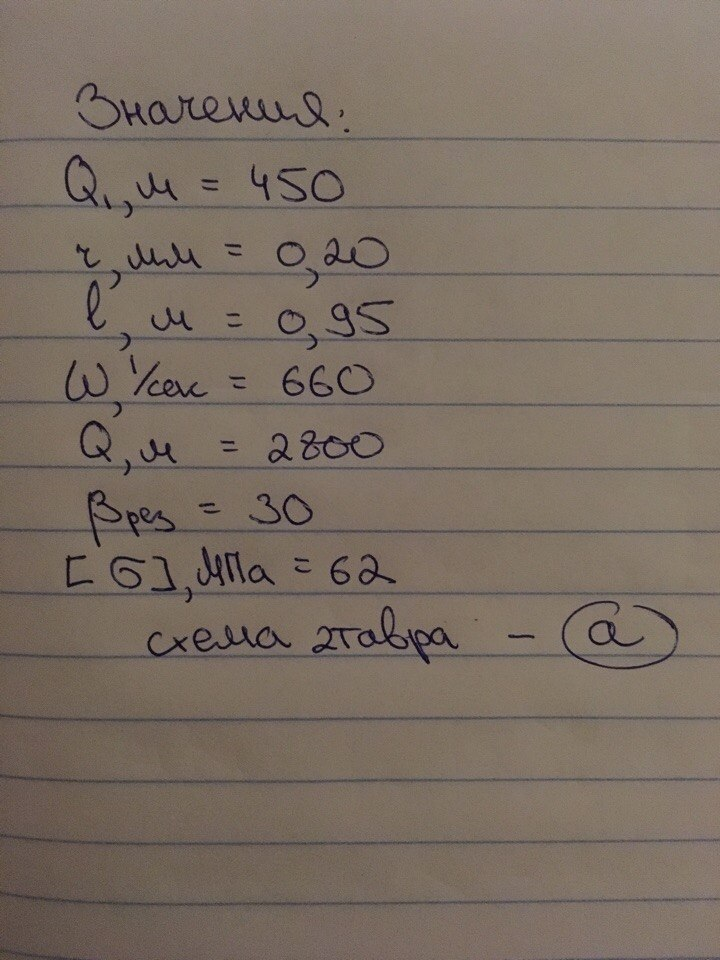 Значения:
Q₁,м = 450
r,мм = 0,20
l,м = 0,95
ω,1/сек = 660
Q,м = 2800
βрез = 30
[σ],МПа = 62
схема 2тавра – а